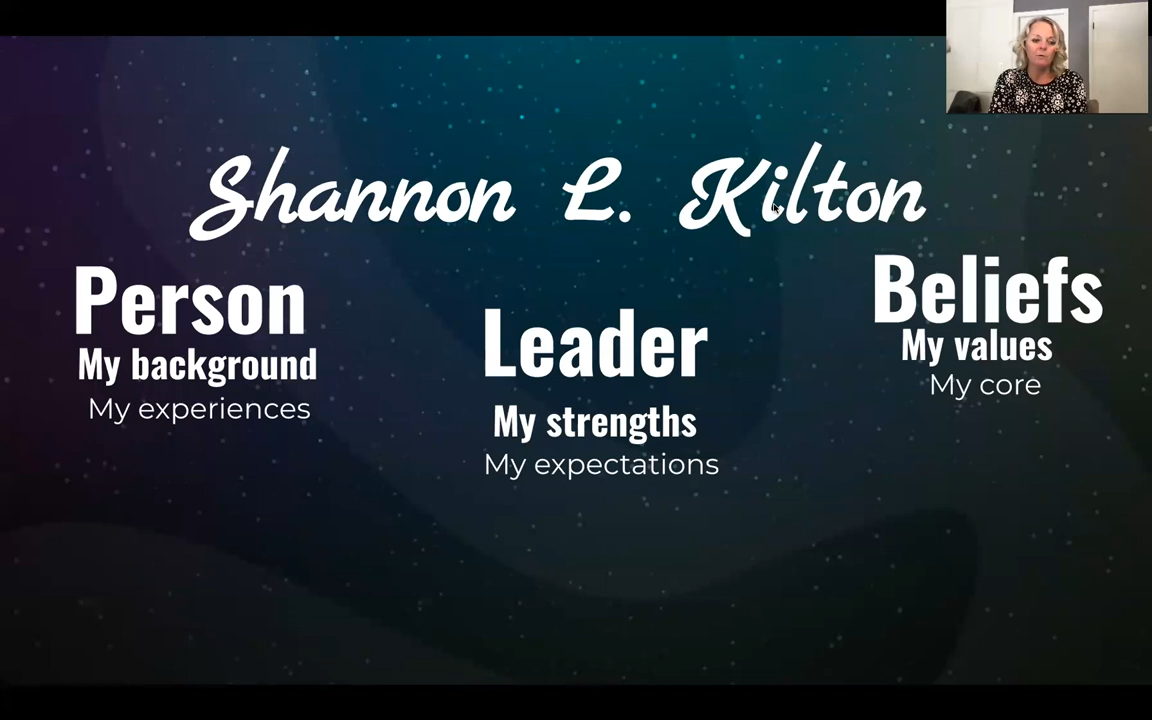 Shannon L. Kilton
Person
My background
My experiences
Leader
My strengths
My expectations
Beliefs
My values
My core